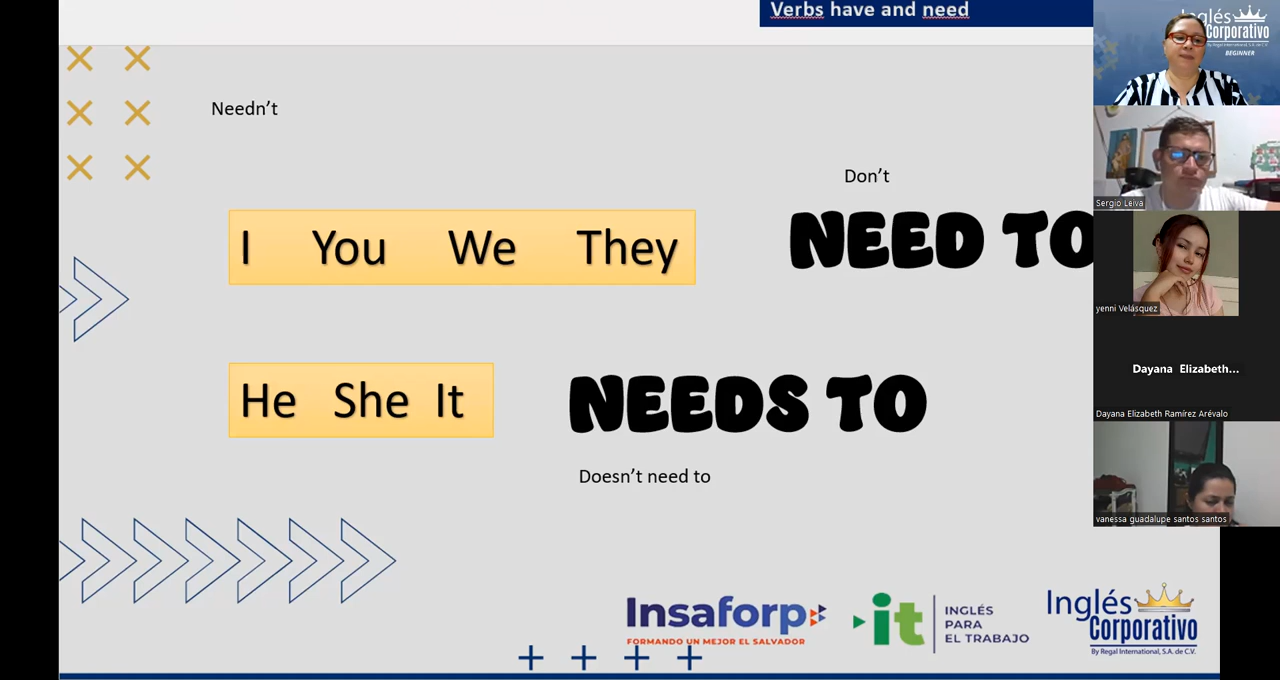 Verbs have and need
Inglés
Corporativo
By Regal International, S.A. de C.V.
BEGINNER
Needn't
Don't
I You We They
NEED TO
Sergio Leiva
yenni Velásquez
He She It
NEEDS TO
Dayana Elizabeth...
Dayana Elizabeth Ramírez Arévalo
Doesn't need to
vanessa guadalupe santos santos
Insaforp
FORMANDO UN MEJOR EL SALVADOR
it
INGLÉS
PARA
EL TRABAJO
Inglés
Corporativo
By Regal International, S.A. de C.V.